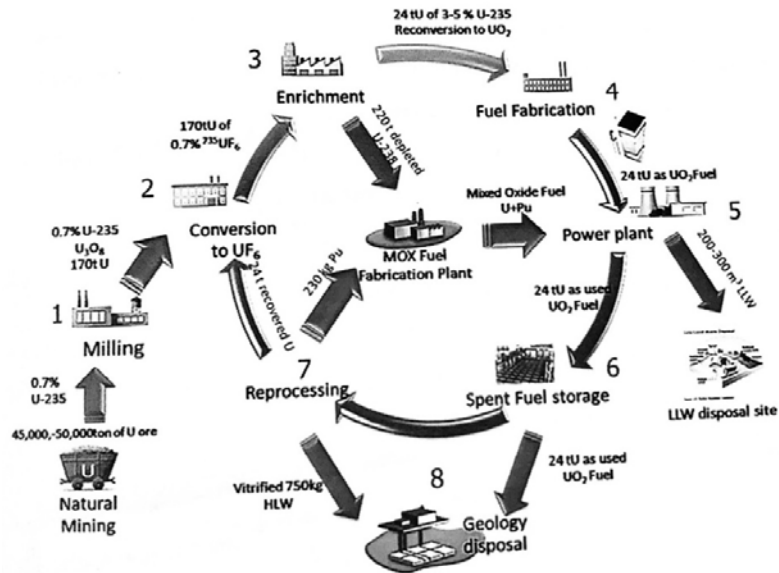 24 tU of 3-5 % U-235
Reconversion to UO₂
3
Enrichment
4
Fuel Fabrication
170tU of
0.7% ²³⁵UF₆
220 t depleted
U-238
24 tU as UO₂Fuel
2
Conversion
to UF₆
Mixed Oxide Fuel
U+Pu
MOX Fuel
Fabrication Plant
5
Power plant
0.7% U-235
U₃O₈
170t U
230 kg Pu
t recovered U
200-300 m³ LLW
24 tU as used
UO₂Fuel
1
Milling
7
Reprocessing
6
Spent Fuel storage
LLW disposal site
0.7%
U-235
45,000,-50,000ton of U ore
U
Natural
Mining
Vitrified 750kg
HLW
24 tU as used
UO₂ Fuel
8
Geology
disposal